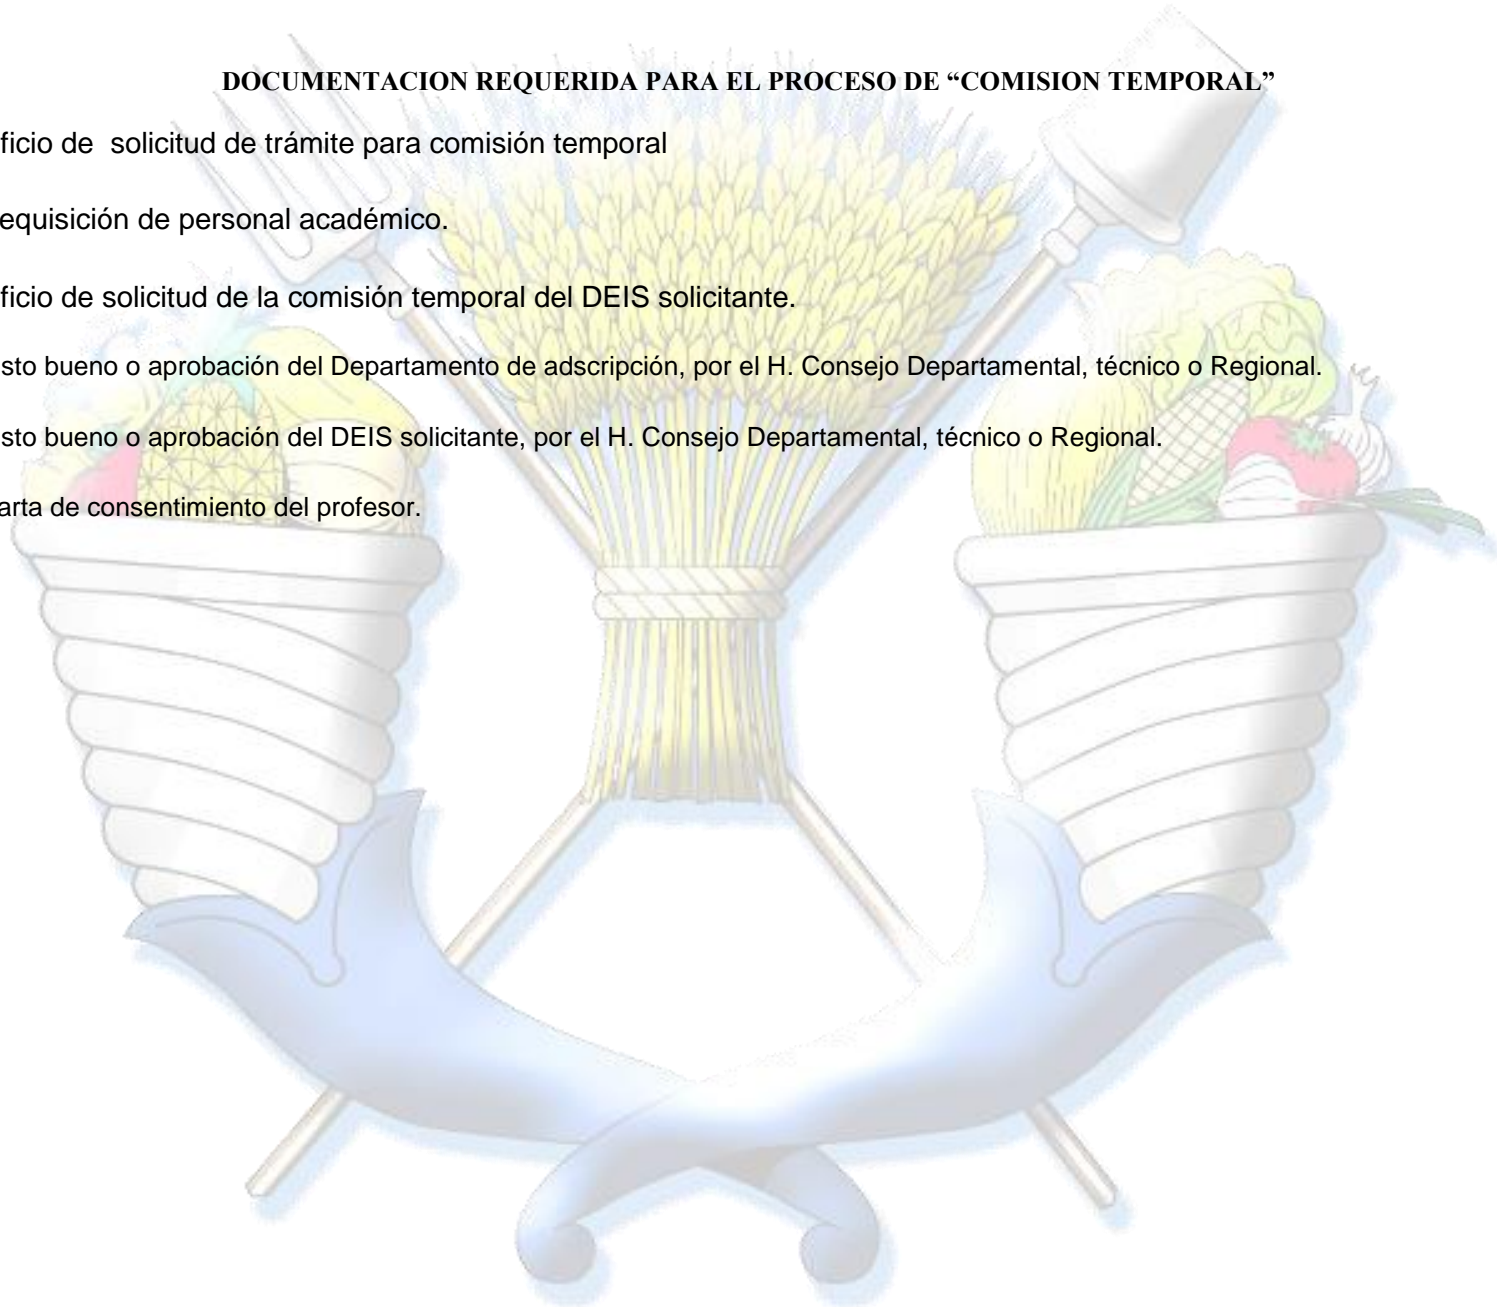 DOCUMENTACION REQUERIDA PARA EL PROCESO DE “COMISION TEMPORAL”
ficio de solicitud de trámite para comisión temporal
equisición de personal académico.
ficio de solicitud de la comisión temporal del DEIS solicitante.
sto bueno o aprobación del Departamento de adscripción, por el H. Consejo Departamental, técnico o Regional.
sto bueno o aprobación del DEIS solicitante, por el H. Consejo Departamental, técnico o Regional.
arta de consentimiento del profesor.